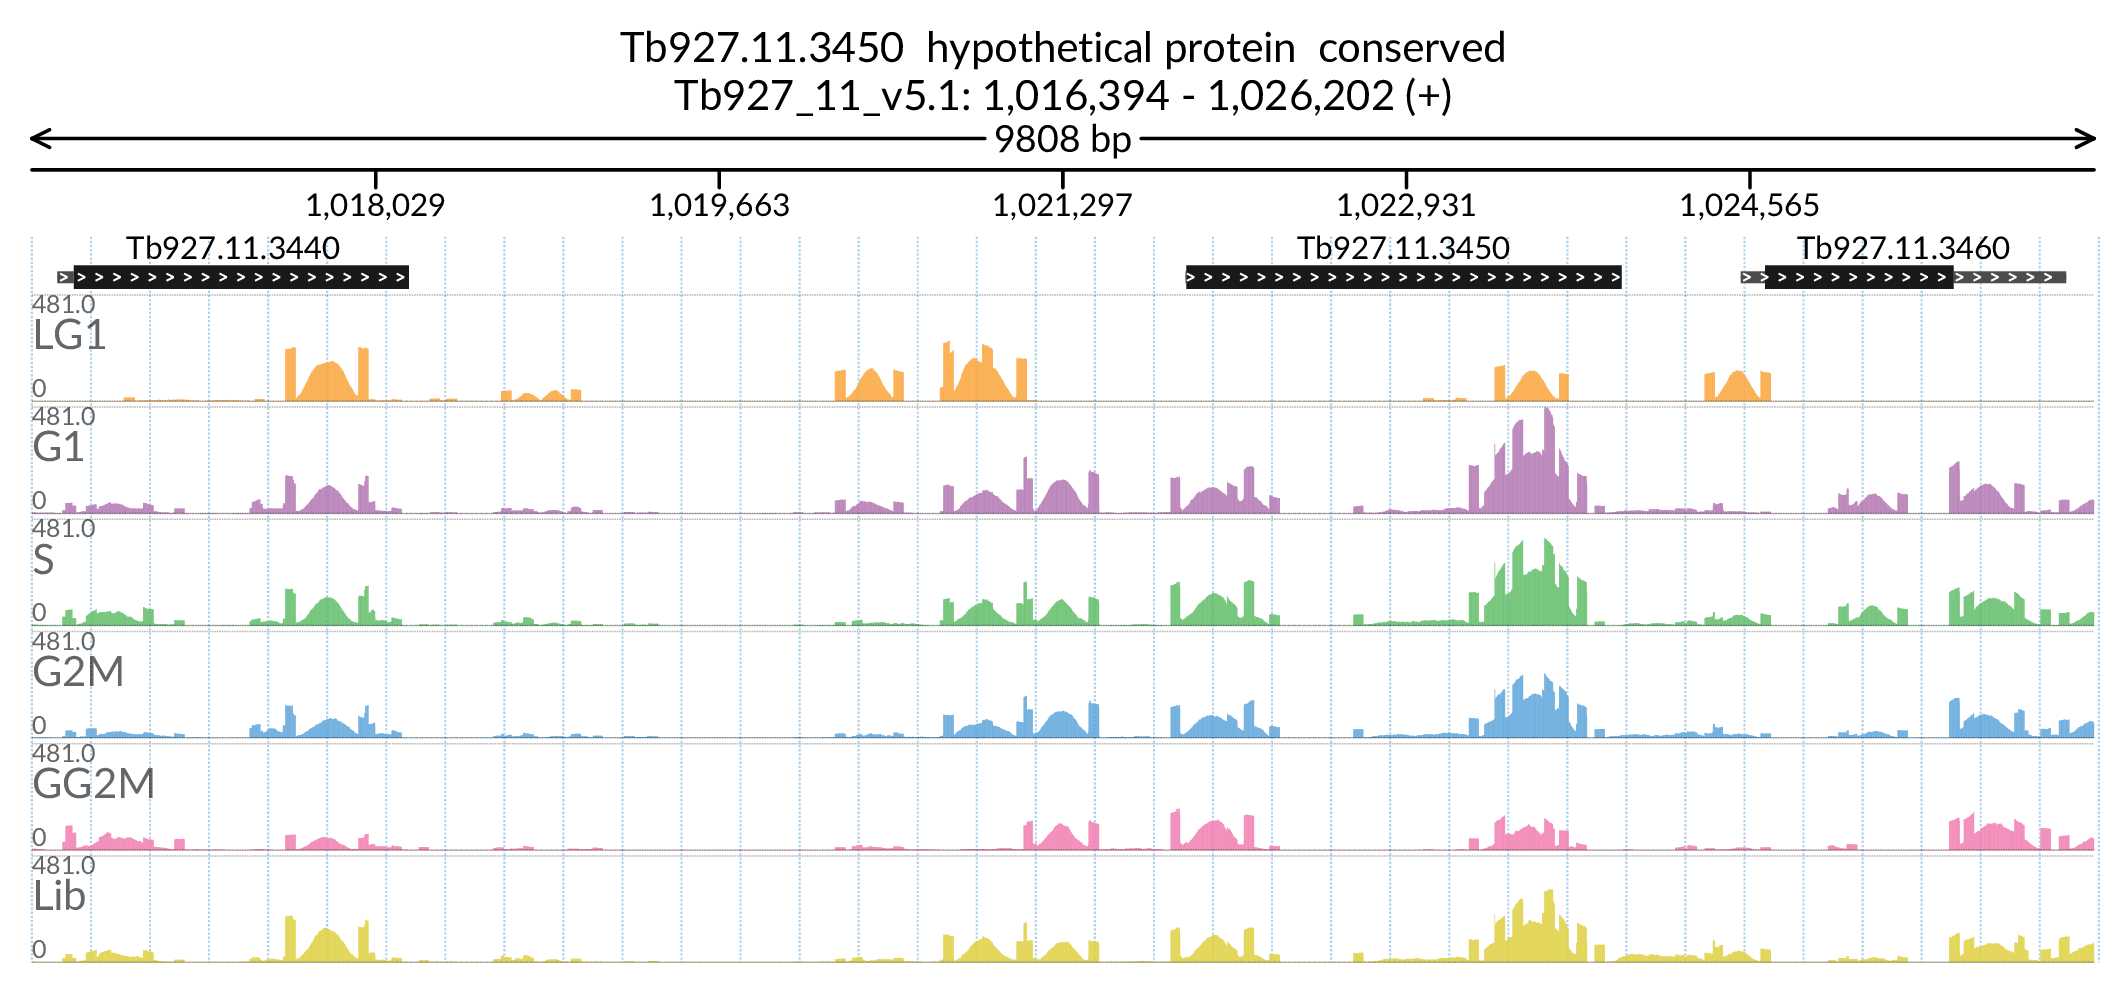 Tb927.11.3450 hypothetical protein conserved
Tb927_11_v5.1: 1,016,394 - 1,026,202 (+)
9808 bp
1,018,029 1,019,663 1,021,297 1,022,931 1,024,565
Tb927.11.3440 Tb927.11.3450 Tb927.11.3460
481.0
LG1
0
481.0
G1
0
481.0
S
0
481.0
G2M
0
481.0
GG2M
0
481.0
Lib
0